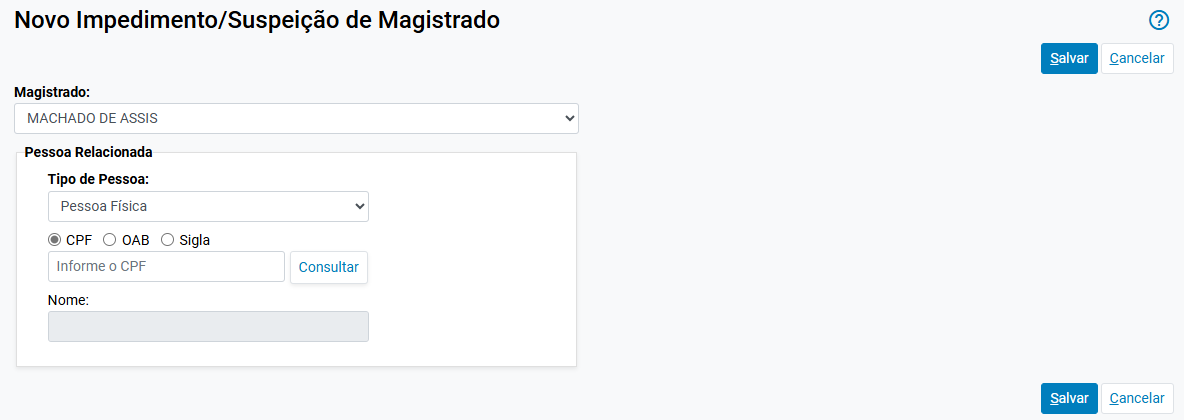 Novo Impedimento/Suspeição de Magistrado
Salvar Cancelar
Magistrado:
MACHADO DE ASSIS
Pessoa Relacionada
Tipo de Pessoa:
Pessoa Física
CPF OAB Sigla
Informe o CPF Consultar
Nome:
Salvar Cancelar